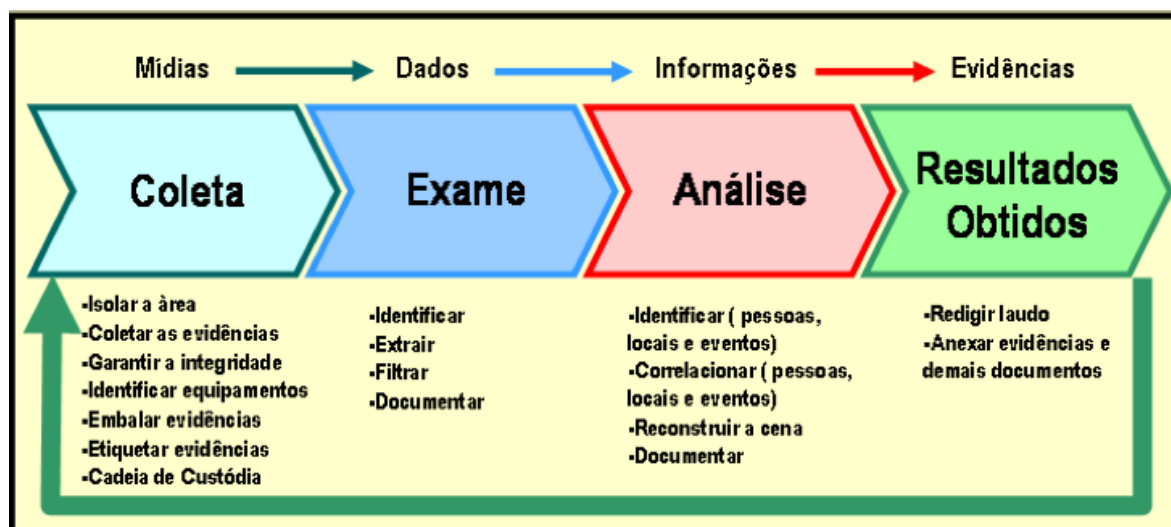 Mídias Dados Informações Evidências
Coleta
Exame
Análise
Resultados
Obtidos
-Isolar a àrea
-Coletar as evidências
-Garantir a integridade
-Identificar equipamentos
-Embalar evidências
-Etiquetar evidências
-Cadeia de Custódia
-Identificar
-Extrair
-Filtrar
-Documentar
-Identificar ( pessoas,
locais e eventos)
-Correlacionar ( pessoas,
locais e eventos)
-Reconstruir a cena
-Documentar
-Redigir laudo
-Anexar evidências e
demais documentos